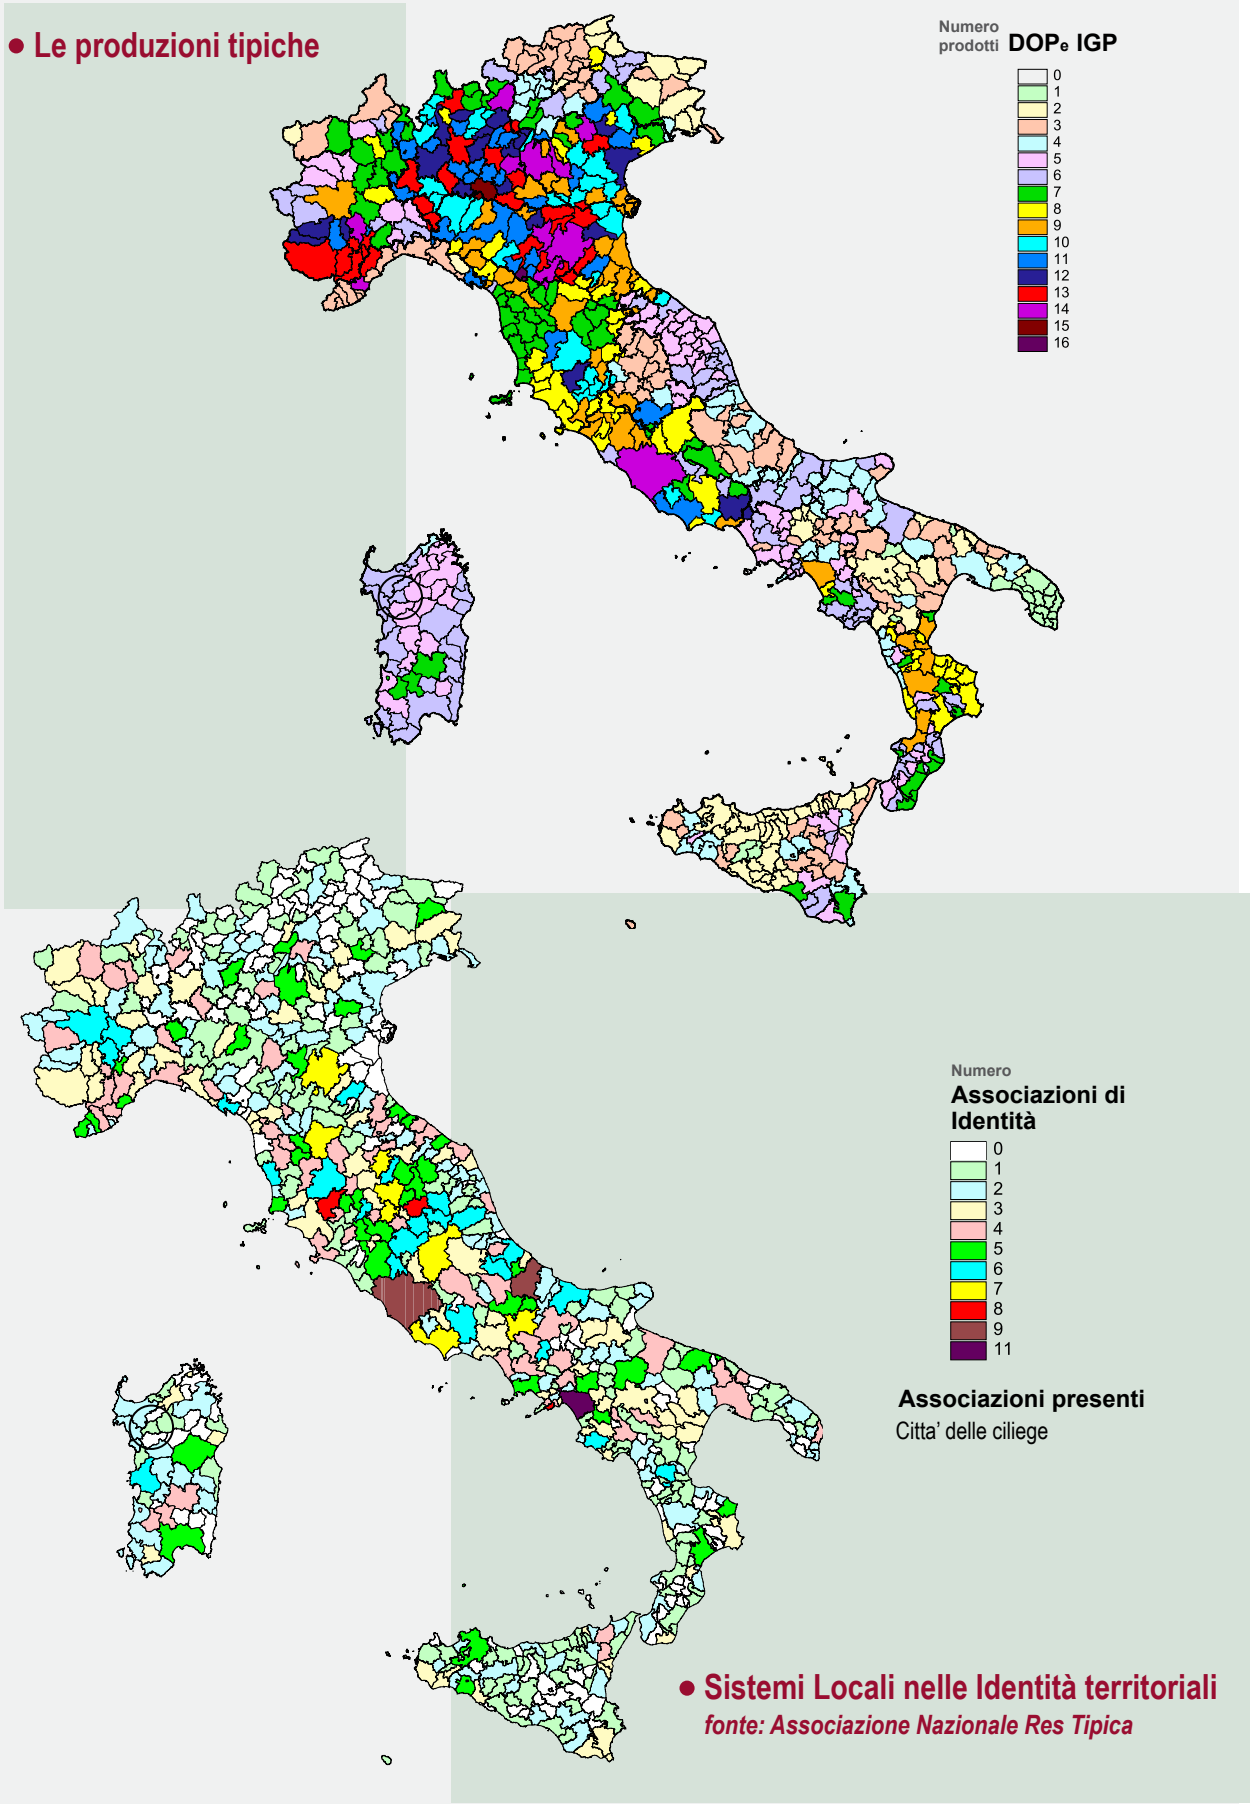 • Le produzioni tipiche
Numero
prodotti DOPe IGP
0
1
2
3
4
5
6
7
8
9
10
11
12
13
14
15
16
Numero
Associazioni di
Identità
0
1
2
3
4
5
6
7
8
9
11
Associazioni presenti
Citta' delle ciliege
• Sistemi Locali nelle Identità territoriali
fonte: Associazione Nazionale Res Tipica